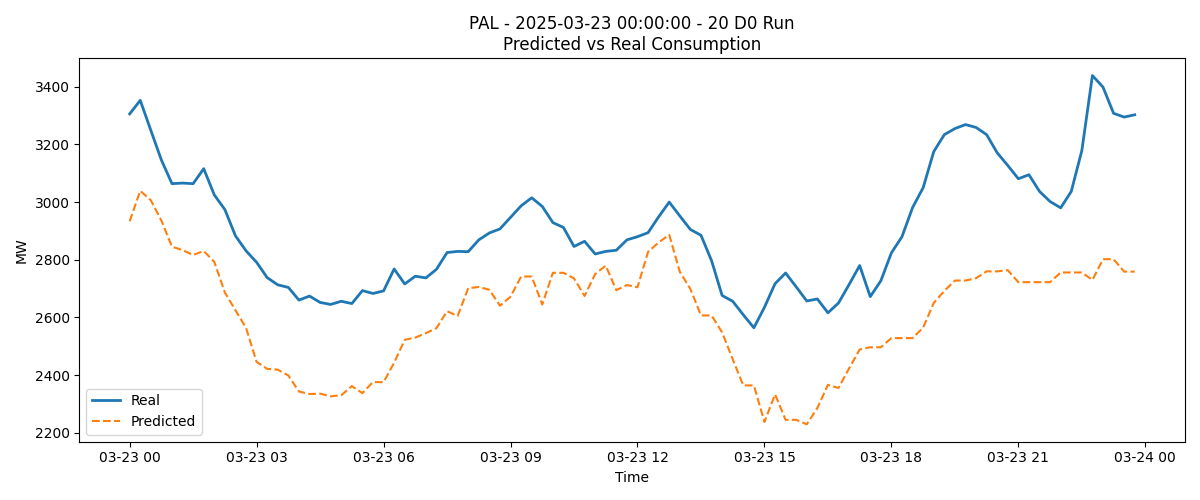 PAL - 2025-03-23 00:00:00 - 20 D0 Run
Predicted vs Real Consumption
MW
3400
3200
3000
2800
2600
2400
2200
Real
Predicted
03-23 00 03-23 03 03-23 06 03-23 09 03-23 12 03-23 15 03-23 18 03-23 21 03-24 00
Time